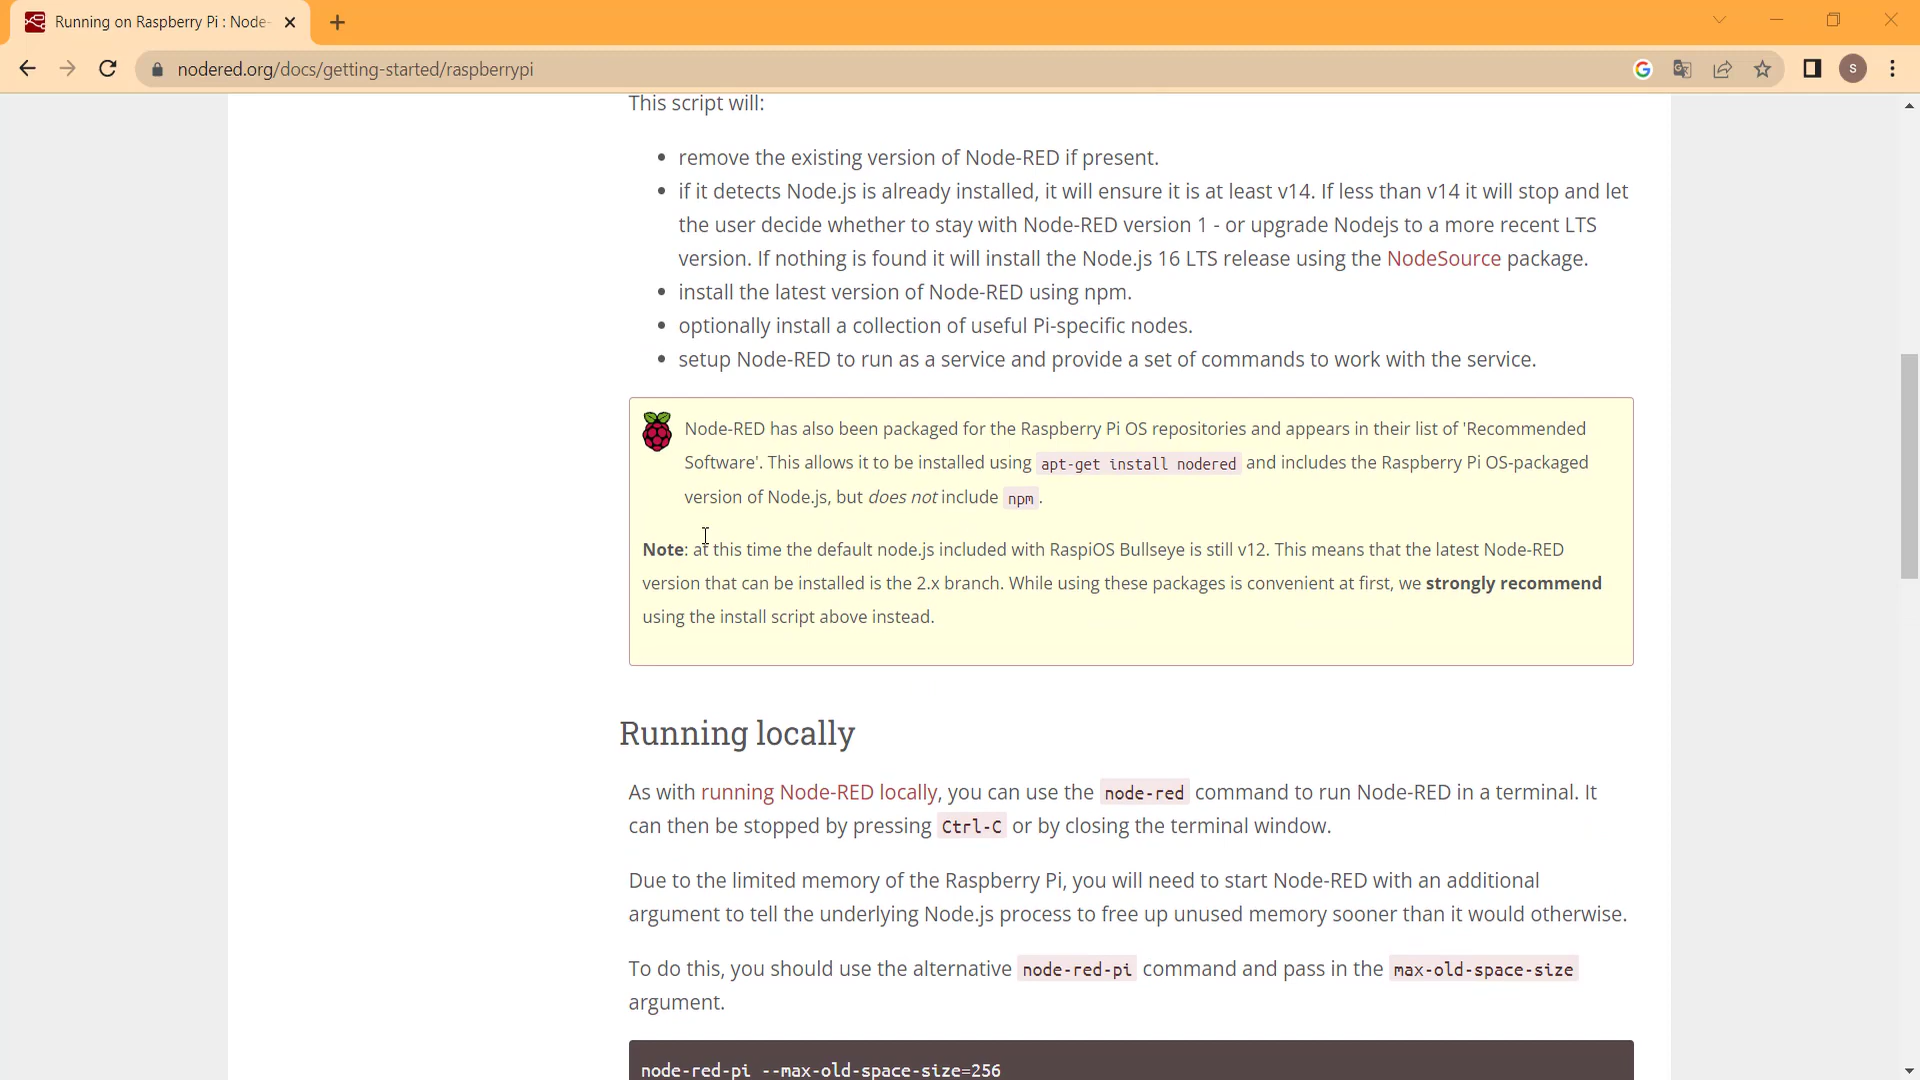 Running on Raspberry Pi : Node-
nodered.org/docs/getting-started/raspberrypi
S
This script will:
• remove the existing version of Node-RED if present.
• if it detects Node.js is already installed, it will ensure it is at least v14. If less than v14 it will stop and let
the user decide whether to stay with Node-RED version 1 - or upgrade Nodejs to a more recent LTS
version. If nothing is found it will install the Node.js 16 LTS release using the NodeSource package.
• install the latest version of Node-RED using npm.
• optionally install a collection of useful Pi-specific nodes.
• setup Node-RED to run as a service and provide a set of commands to work with the service.
Node-RED has also been packaged for the Raspberry Pi OS repositories and appears in their list of 'Recommended
Software'. This allows it to be installed using apt-get install nodered and includes the Raspberry Pi OS-packaged
version of Node.js, but does not include npm.
Note: at this time the default node.js included with RaspiOS Bullseye is still v12. This means that the latest Node-RED
version that can be installed is the 2.x branch. While using these packages is convenient at first, we strongly recommend
using the install script above instead.
Running locally
As with running Node-RED locally, you can use the node-red command to run Node-RED in a terminal. It
can then be stopped by pressing Ctrl-C or by closing the terminal window.
Due to the limited memory of the Raspberry Pi, you will need to start Node-RED with an additional
argument to tell the underlying Node.js process to free up unused memory sooner than it would otherwise.
To do this, you should use the alternative node-red-pi command and pass in the max-old-space-size
argument.
node-red-pi --max-old-space-size=256